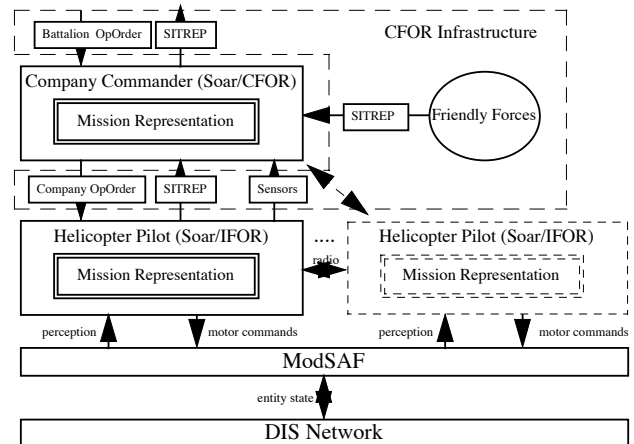 Battalion OpOrder
SITREP
CFOR Infrastructure
Company Commander (Soar/CFOR)
Mission Representation
SITREP
Friendly Forces
Company OpOrder
SITREP
Sensors
Helicopter Pilot (Soar/IFOR)
Mission Representation
....
radio
Helicopter Pilot (Soar/IFOR)
Mission Representation
perception
motor commands
perception
motor commands
ModSAF
entity state
DIS Network